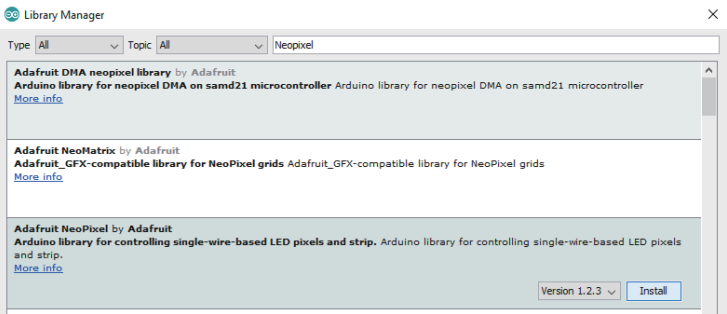 Library Manager
Type All Topic All Neopixel
Adafruit DMA neopixel library by Adafruit
Arduino library for neopixel DMA on samd21 microcontroller Arduino library for neopixel DMA on samd21 microcontroller
More info
Adafruit NeoMatrix by Adafruit
Adafruit_GFX-compatible library for NeoPixel grids Adafruit_GFX-compatible library for NeoPixel grids
More info
Adafruit NeoPixel by Adafruit
Arduino library for controlling single-wire-based LED pixels and strip. Arduino library for controlling single-wire-based LED pixels
and strip.
More info
Version 1.2.3 Install